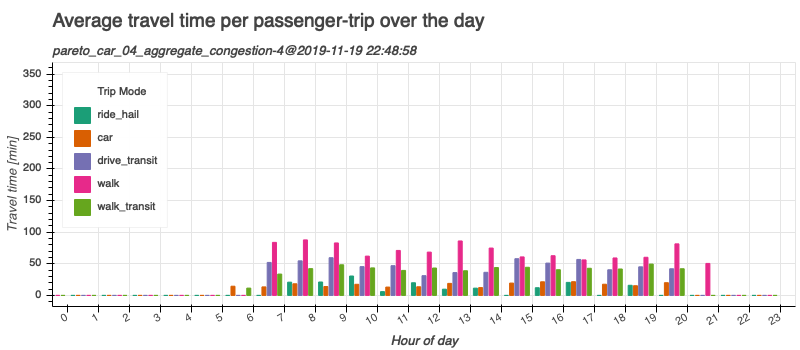 Average travel time per passenger-trip over the day
pareto_car_04_aggregate_congestion-4@2019-11-19 22:48:58
Travel time [min]
350
300
250
200
150
100
50
0
Trip Mode
ride_hail
car
drive_transit
walk
walk_transit
0 1 2 3 4 5 6 7 8 9 10 11 12 13 14 15 16 17 18 19 20 21 22 23
Hour of day